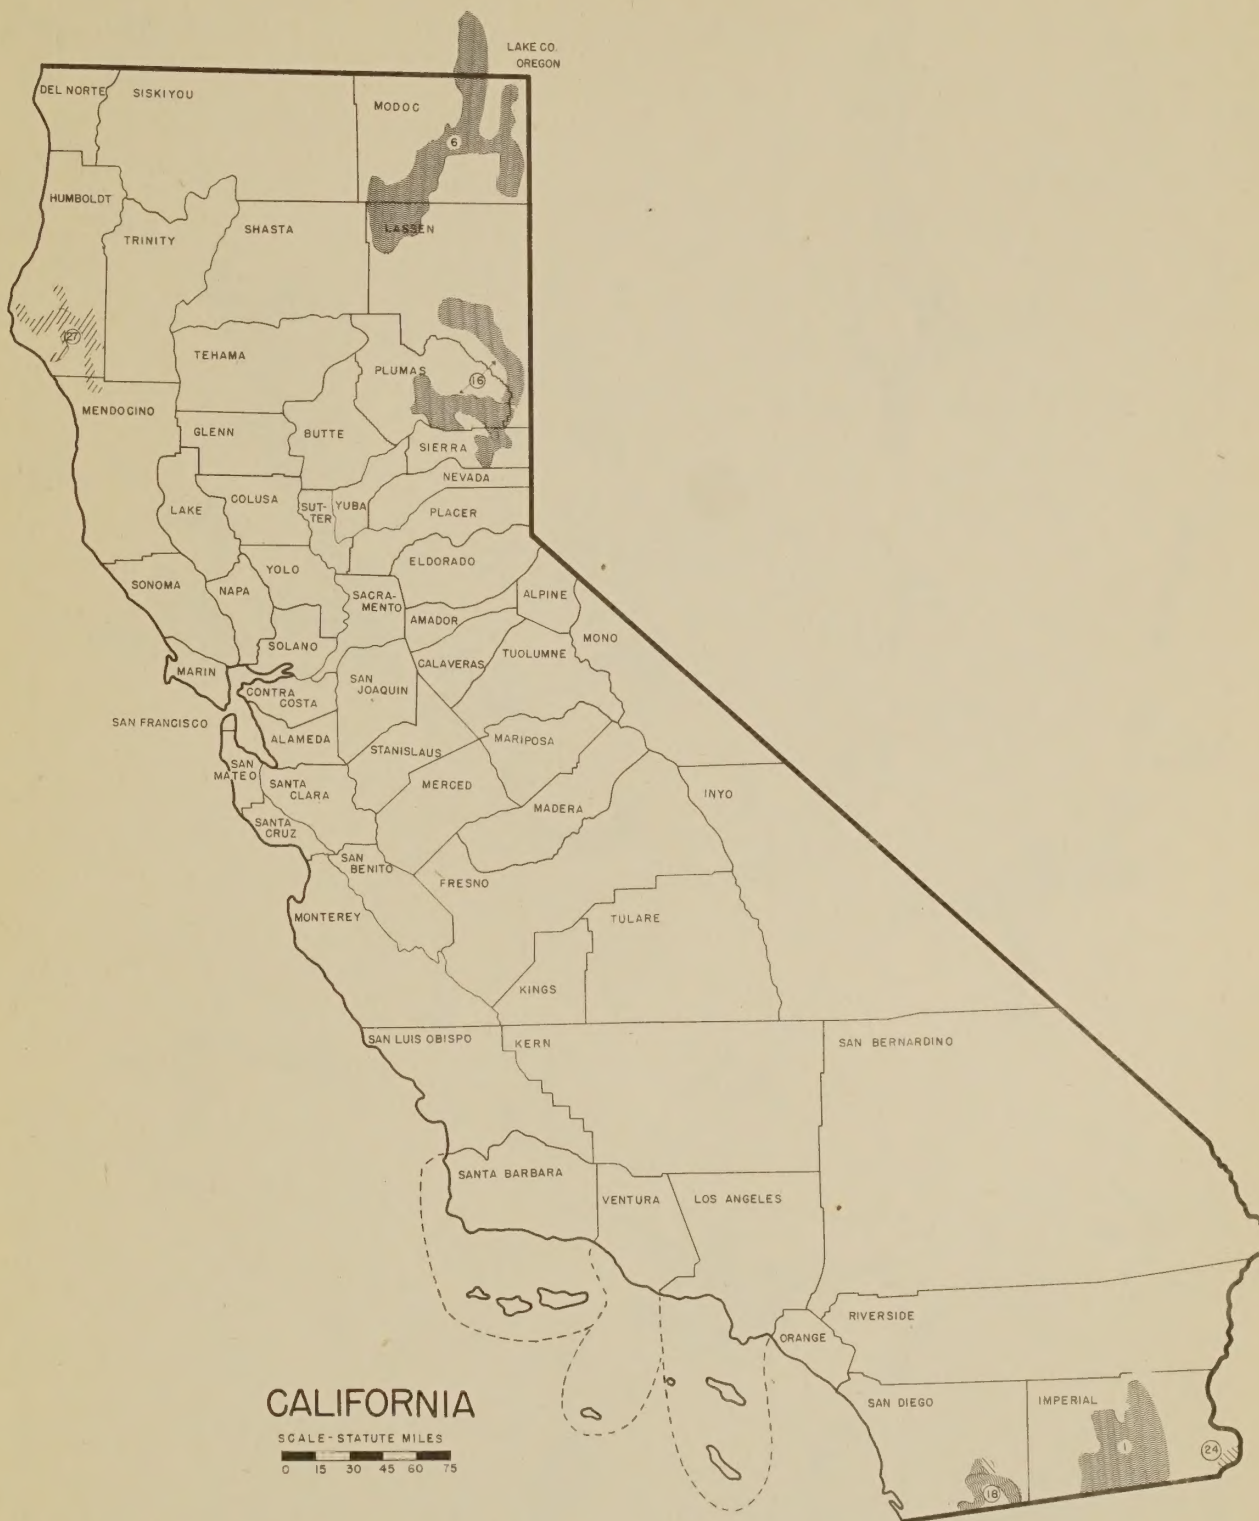 LAKE CO.
OREGON
DEL NORTE
SISKIYOU
MODOC
6
HUMBOLDT
TRINITY
SHASTA
LASSEN
27
TEHAMA
PLUMAS
16
MENDOCINO
GLENN
BUTTE
SIERRA
NEVADA
LAKE
COLUSA
SUT-
TER
YUBA
PLACER
SONOMA
NAPA
YOLO
ELDORADO
SACRA-
MENTO
ALPINE
AMADOR
SOLANO
MONO
MARIN
CALAVERAS
TUOLUMNE
CONTRA
COSTA
SAN
JOAQUIN
SAN FRANCISCO
ALAMEDA
STANISLAUS
MARIPOSA
SAN
MATEO
SANTA
CLARA
MERCED
MADERA
INYO
SANTA
CRUZ
SAN
BENITO
FRESNO
MONTEREY
TULARE
KINGS
SAN LUIS OBISPO
KERN
SAN BERNARDINO
SANTA BARBARA
VENTURA
LOS ANGELES
RIVERSIDE
ORANGE
SAN DIEGO
IMPERIAL
1
24
18
CALIFORNIA
SCALE-STATUTE MILES
0 15 30 45 60 75